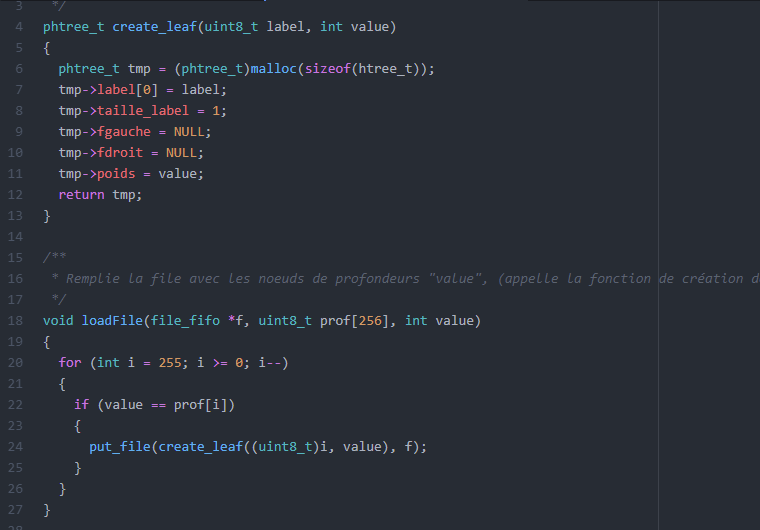 3 */
4 phtree_t create_leaf(uint8_t label, int value)
5 {
6 phtree_t tmp = (phtree_t)malloc(sizeof(htree_t));
7 tmp->label[0] = label;
8 tmp->taille_label = 1;
9 tmp->fgauche = NULL;
10 tmp->fdroit = NULL;
11 tmp->poids = value;
12 return tmp;
13 }
14
15 /**
16 * Remplie la file avec les noeuds de profondeurs "value", (appelle la fonction de création d
17 */
18 void loadFile(file_fifo *f, uint8_t prof[256], int value)
19 {
20 for (int i = 255; i >= 0; i--)
21 {
22 if (value == prof[i])
23 {
24 put_file(create_leaf((uint8_t)i, value), f);
25 }
26 }
27 }